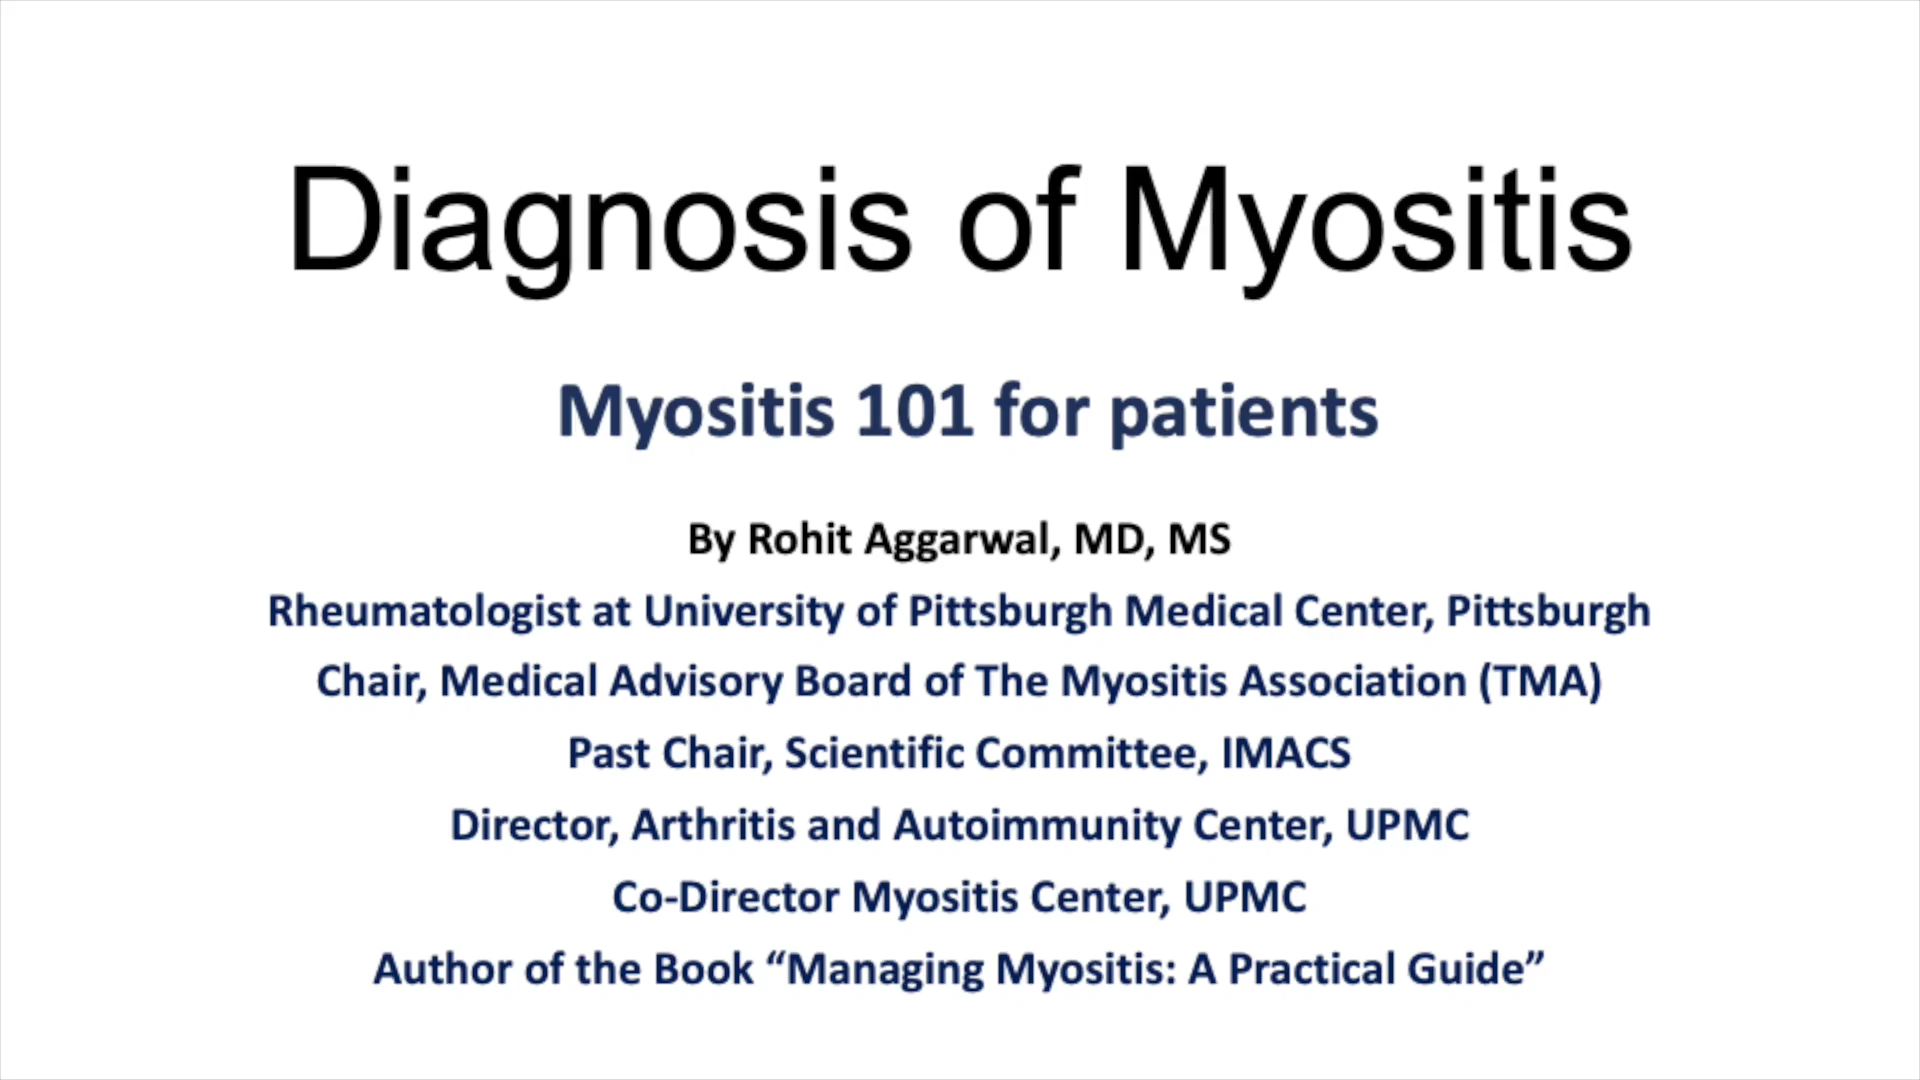 Diagnosis of Myositis
Myositis 101 for patients
By Rohit Aggarwal, MD, MS
Rheumatologist at University of Pittsburgh Medical Center, Pittsburgh
Chair, Medical Advisory Board of The Myositis Association (TMA)
Past Chair, Scientific Committee, IMACS
Director, Arthritis and Autoimmunity Center, UPMC
Co-Director Myositis Center, UPMC
Author of the Book “Managing Myositis: A Practical Guide”